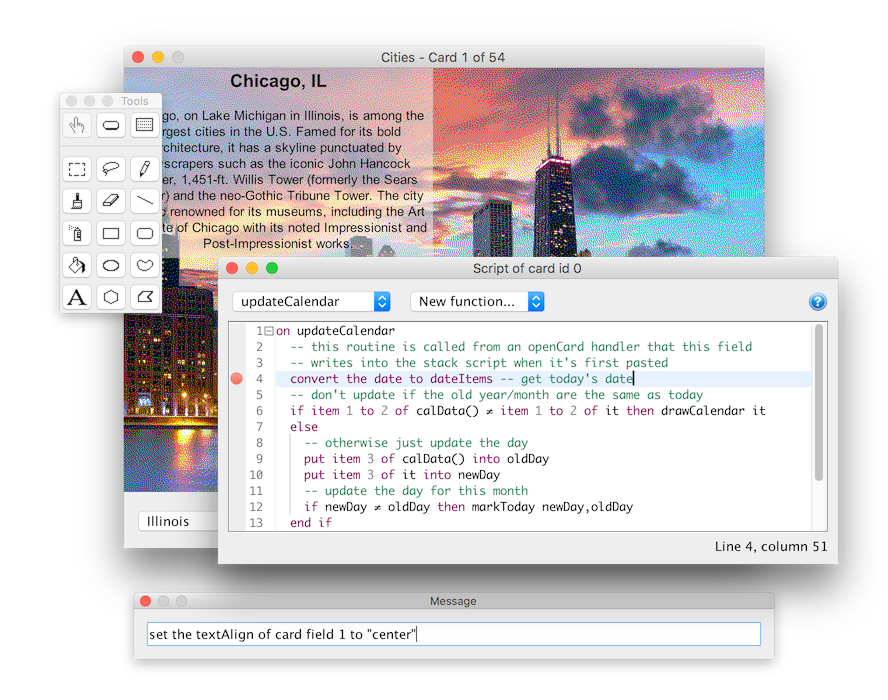 Cities - Card 1 of 54
Tools
Chicago, IL
go, on Lake Michigan in Illinois, is among the
rgest cities in the U.S. Famed for its bold
chitecture, it has a skyline punctuated by
yscrapers such as the iconic John Hancock
er, 1,451-ft. Willis Tower (formerly the Sears
r) and the neo-Gothic Tribune Tower. The city
renowned for its museums, including the Art
te of Chicago with its noted Impressionist and
Post-Impressionist works.
A
Illinois
Script of card id 0
updateCalendar
New function...
?
1 on updateCalendar
2 -- this routine is called from an openCard handler that this field
3 -- writes into the stack script when it's first pasted
4 convert the date to dateItems -- get today's date
5 -- don't update if the old year/month are the same as today
6 if item 1 to 2 of calData() ≠ item 1 to 2 of it then drawCalendar it
7 else
8 -- otherwise just update the day
9 put item 3 of calData() into oldDay
10 put item 3 of it into newDay
11 -- update the day for this month
12 if newDay ≠ oldDay then markToday newDay,oldDay
13 end if
Line 4, column 51
Message
set the textAlign of card field 1 to "center"